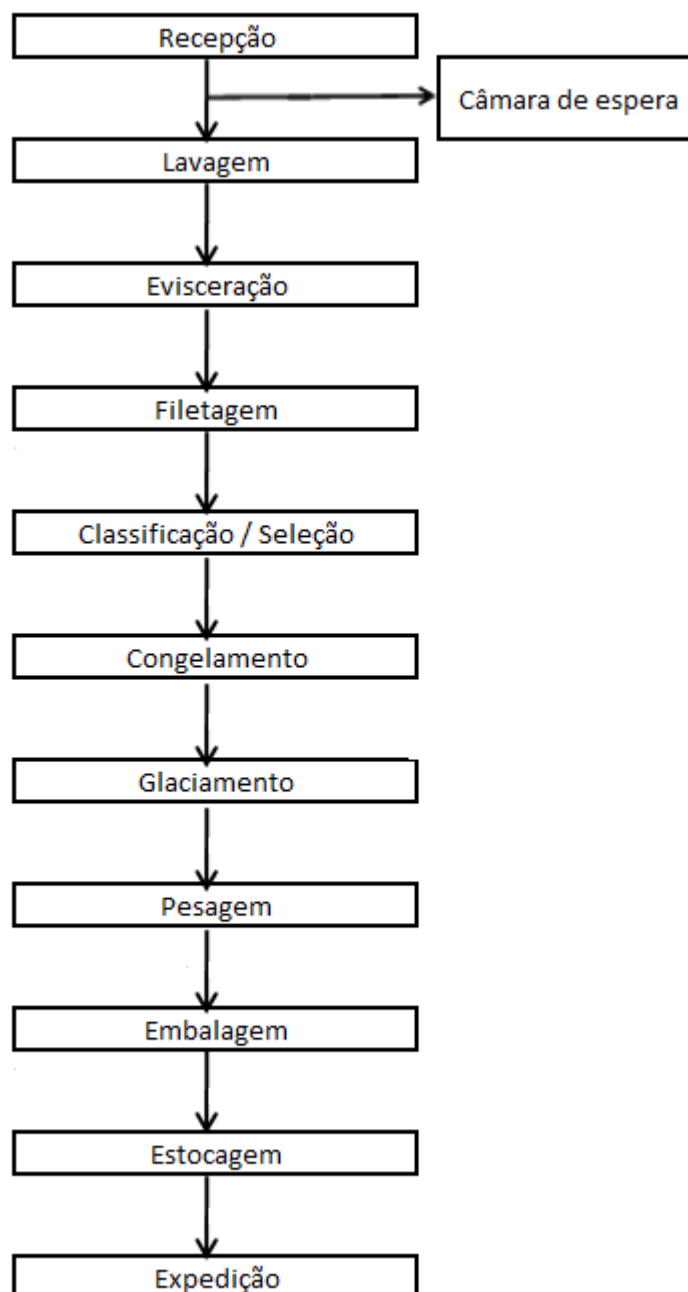 Recepção
Câmara de espera
Lavagem
Evisceração
Filetagem
Classificação / Seleção
Congelamento
Glaciamento
Pesagem
Embalagem
Estocagem
Expedição